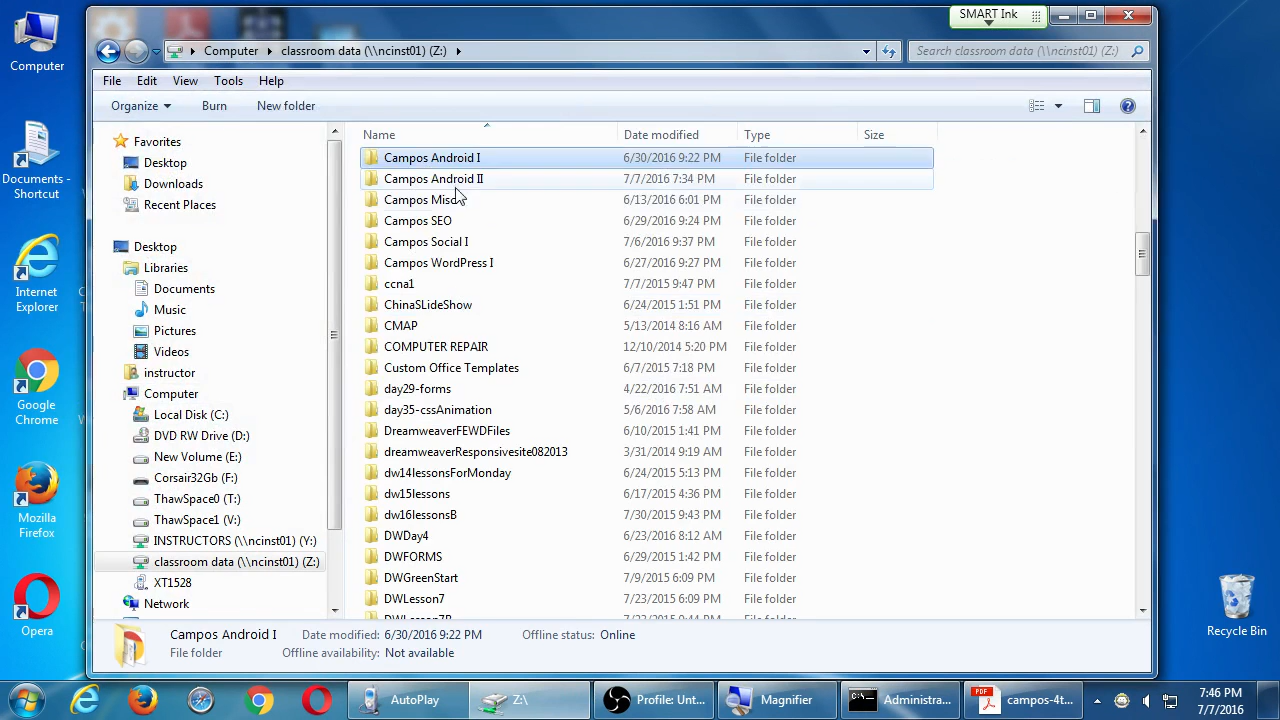 SMART Ink
Computer
classroom data (\\ncinst01) (Z:)
Search classroom data (\\ncinst01) (Z:)
File Edit View Tools Help
Organize Burn New folder
Name Date modified Type Size
Campos Android I 6/30/2016 9:22 PM File folder
Campos Android II 7/7/2016 7:34 PM File folder
Campos Misc 6/13/2016 6:01 PM File folder
Campos SEO 6/29/2016 9:24 PM File folder
Campos Social I 7/6/2016 9:37 PM File folder
Campos WordPress I 6/27/2016 9:27 PM File folder
ccna1 7/7/2015 9:47 PM File folder
ChinaSLideShow 6/24/2015 1:51 PM File folder
CMAP 5/13/2014 8:16 AM File folder
COMPUTER REPAIR 12/10/2014 5:20 PM File folder
Custom Office Templates 6/7/2015 7:18 PM File folder
day29-forms 4/22/2016 7:51 AM File folder
day35-cssAnimation 5/6/2016 7:58 AM File folder
DreamweaverFEWDFiles 6/10/2015 1:41 PM File folder
dreamweaverResponsivesite082013 3/31/2014 9:19 AM File folder
dw14lessonsForMonday 6/24/2015 5:13 PM File folder
dw15lessons 6/17/2015 4:36 PM File folder
dw16lessonsB 7/30/2015 9:43 PM File folder
DWDay4 6/23/2016 8:12 AM File folder
DWFORMS 6/29/2015 1:42 PM File folder
DWGreenStart 7/9/2015 6:09 PM File folder
DWLesson7 7/23/2015 6:09 PM File folder
Favorites
Desktop
Downloads
Recent Places
Desktop
Libraries
Documents
Music
Pictures
Videos
instructor
Computer
Local Disk (C:)
DVD RW Drive (D:)
New Volume (E:)
Corsair32Gb (F:)
ThawSpace0 (T:)
ThawSpace1 (V:)
INSTRUCTORS (\\ncinst01) (Y:)
classroom data (\\ncinst01) (Z:)
XT1528
Network
Campos Android I Date modified: 6/30/2016 9:22 PM Offline status: Online
File folder Offline availability: Not available
Computer
Documents -
Shortcut
Internet
Explorer
Google
Chrome
Mozilla
Firefox
Opera
Recycle Bin
PDF
AutoPlay Z:\ Profile: Unt... Magnifier Administra... campos-4t...
7:46 PM
7/7/2016